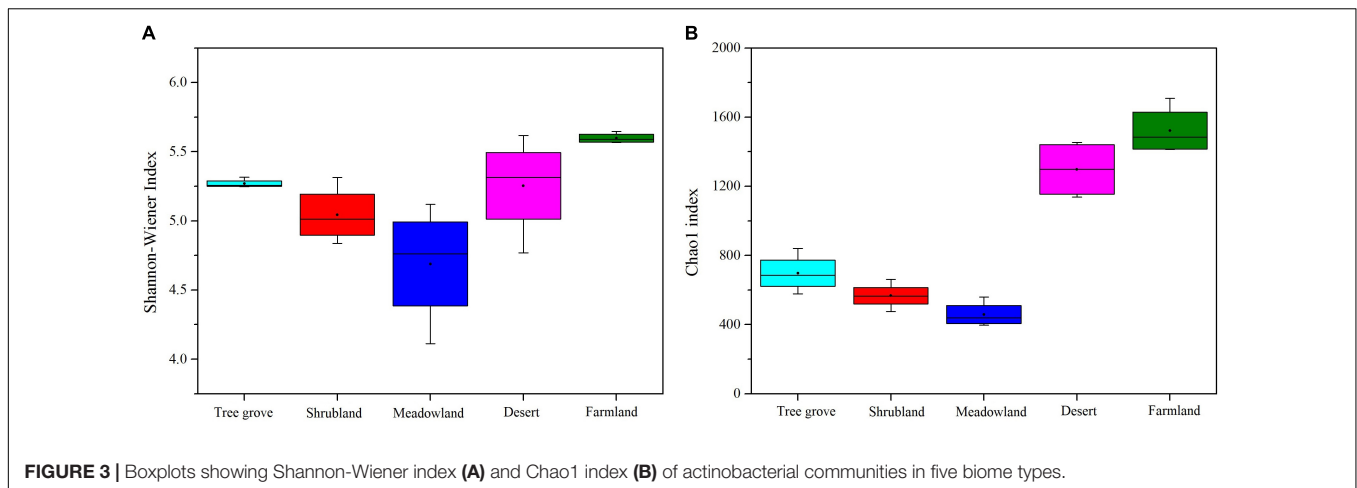 A
B
6.0
5.5
5.0
4.5
4.0
Shannon-Wiener Index
Tree grove Shrubland Meadowland Desert Farmland
2000
1600
1200
800
400
0
Chao1 index
Tree grove Shrubland Meadowland Desert Farmland
FIGURE 3 | Boxplots showing Shannon-Wiener index (A) and Chao1 index (B) of actinobacterial communities in five biome types.